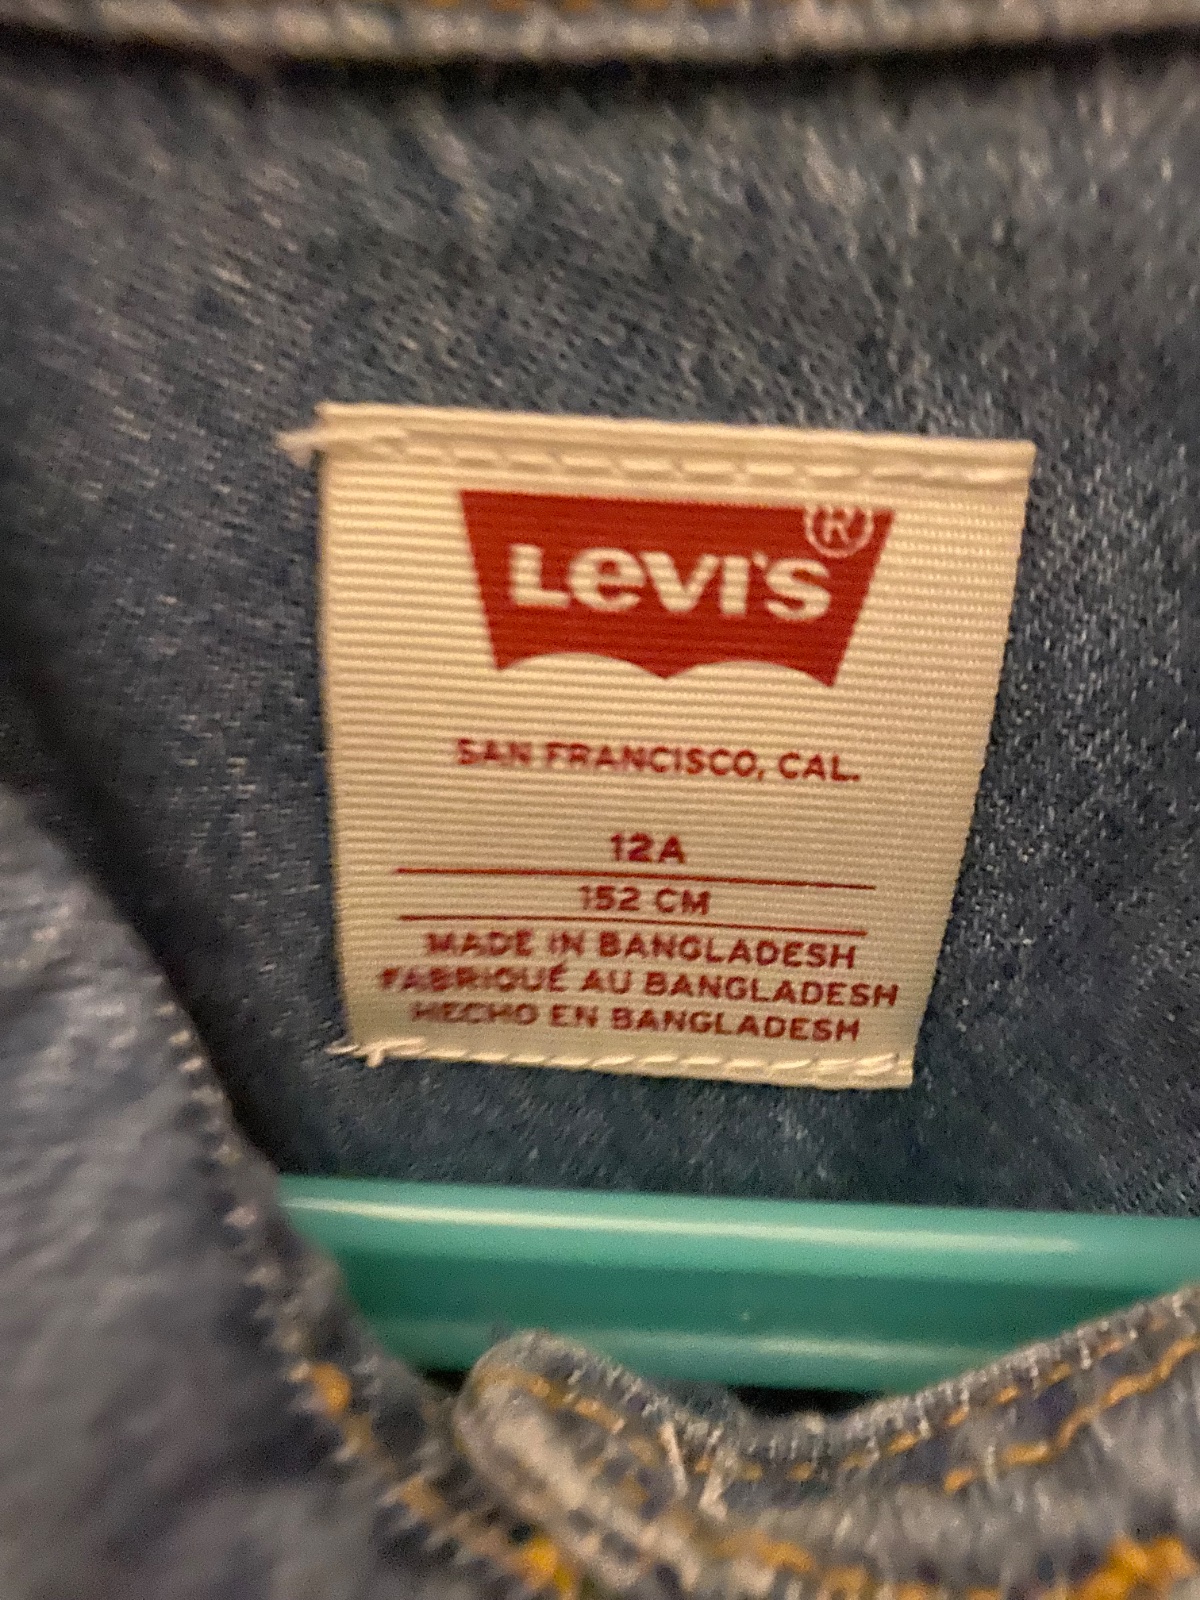 Levi's®
SAN FRANCISCO, CAL.
12A
152 CM
MADE IN BANGLADESH
FABRIQUÉ AU BANGLADESH
HECHO EN BANGLADESH